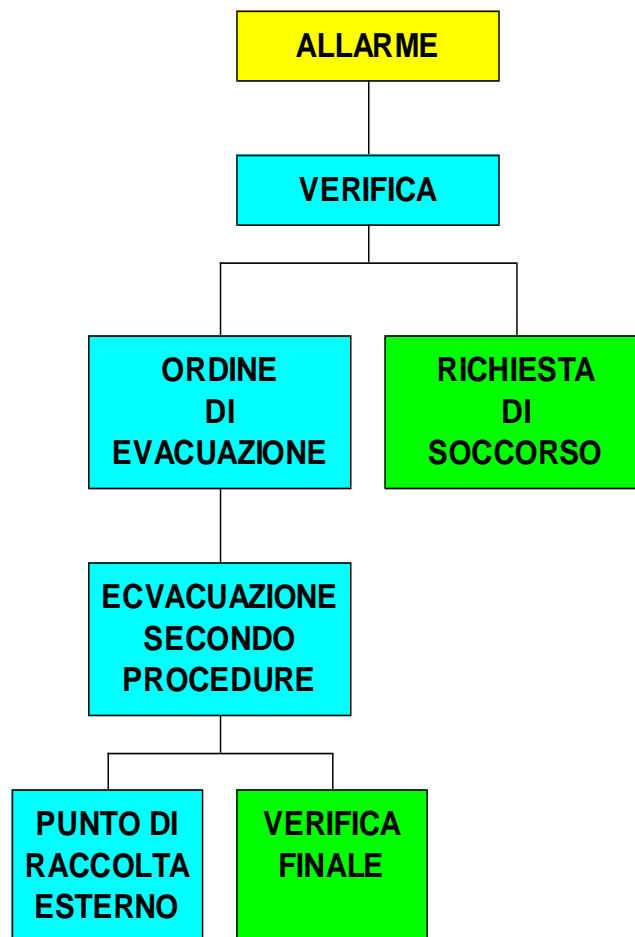 ALLARME
VERIFICA
ORDINE
DI
EVACUAZIONE
RICHIESTA
DI
SOCCORSO
ECVACUAZIONE
SECONDO
PROCEDURE
PUNTO DI
RACCOLTA
ESTERNO
VERIFICA
FINALE